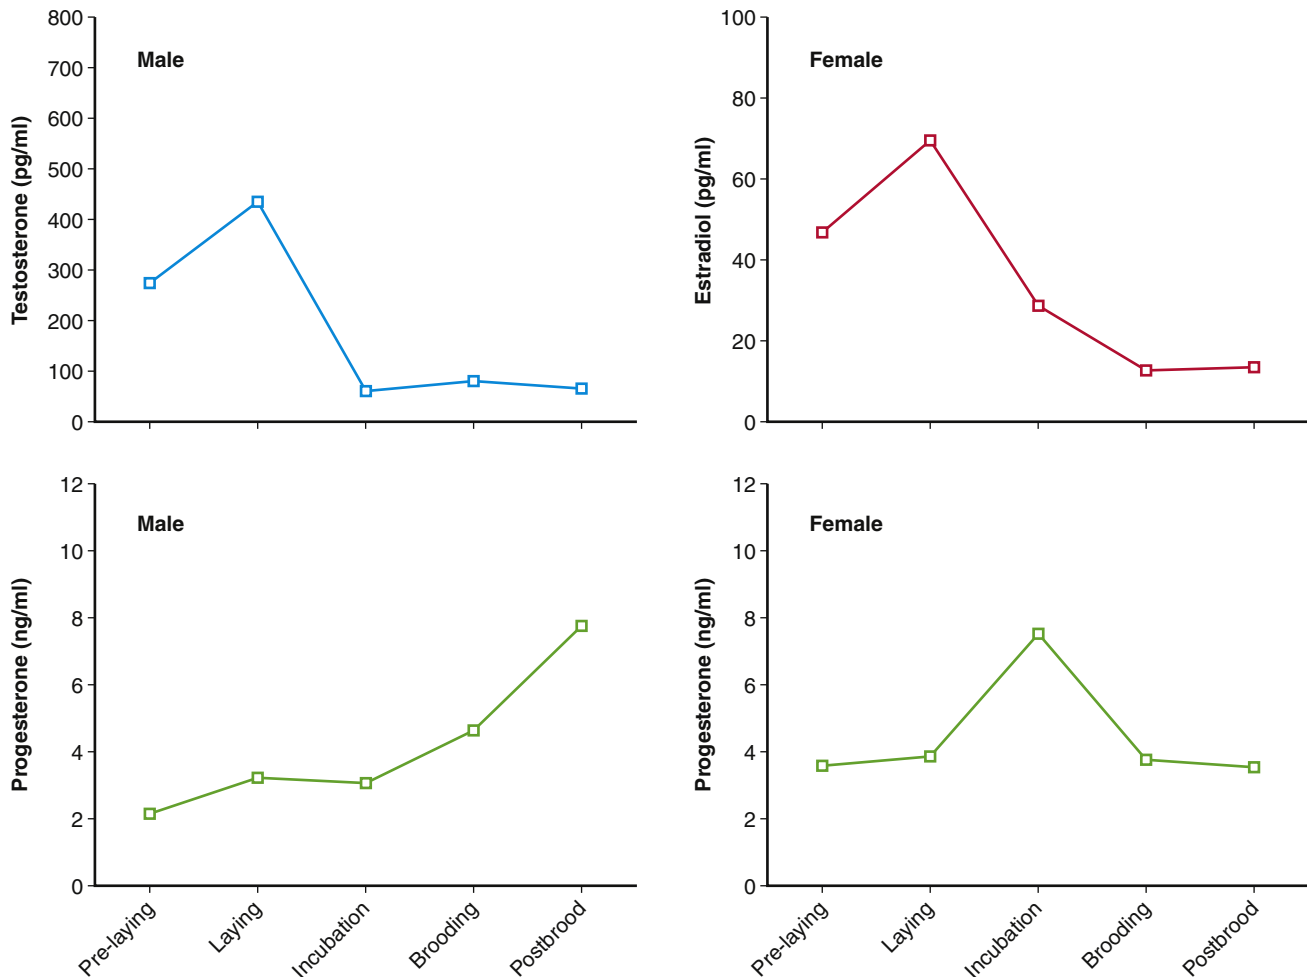 Testosterone (pg/ml)
800
700
600
500
400
300
200
100
0
Male
Estradiol (pg/ml)
100
80
60
40
20
0
Female
Progesterone (ng/ml)
12
10
8
6
4
2
0
Male
Pre-laying
Laying
Incubation
Brooding
Postbrood
Progesterone (ng/ml)
12
10
8
6
4
2
0
Female
Pre-laying
Laying
Incubation
Brooding
Postbrood